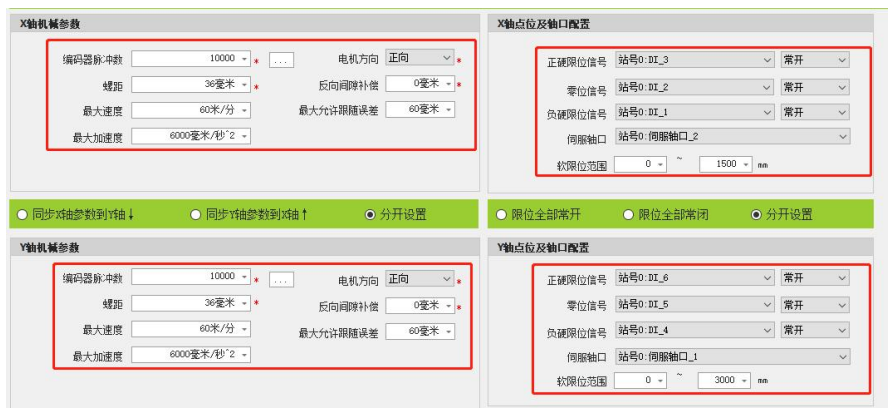 X轴机械参数
编码器脉冲数 10000 * ... 电机方向 正向 *
螺距 36毫米 * 反向间隙补偿 0毫米 *
最大速度 60米/分 最大允许跟随误差 60毫米
最大加速度 6000毫米/秒^2
X轴点位及轴口配置
正硬限位信号 站号0:DI_3 常开
零位信号 站号0:DI_2 常开
负硬限位信号 站号0:DI_1 常开
伺服轴口 站号0:伺服轴口_2
软限位范围 0 ~ 1500 mm
同步X轴参数到Y轴↓ 同步Y轴参数到X轴↑ 分开设置
限位全部常开 限位全部常闭 分开设置
Y轴机械参数
编码器脉冲数 10000 * ... 电机方向 正向 *
螺距 36毫米 * 反向间隙补偿 0毫米 *
最大速度 60米/分 最大允许跟随误差 60毫米
最大加速度 6000毫米/秒^2
Y轴点位及轴口配置
正硬限位信号 站号0:DI_6 常开
零位信号 站号0:DI_5 常开
负硬限位信号 站号0:DI_4 常开
伺服轴口 站号0:伺服轴口_1
软限位范围 0 ~ 3000 mm